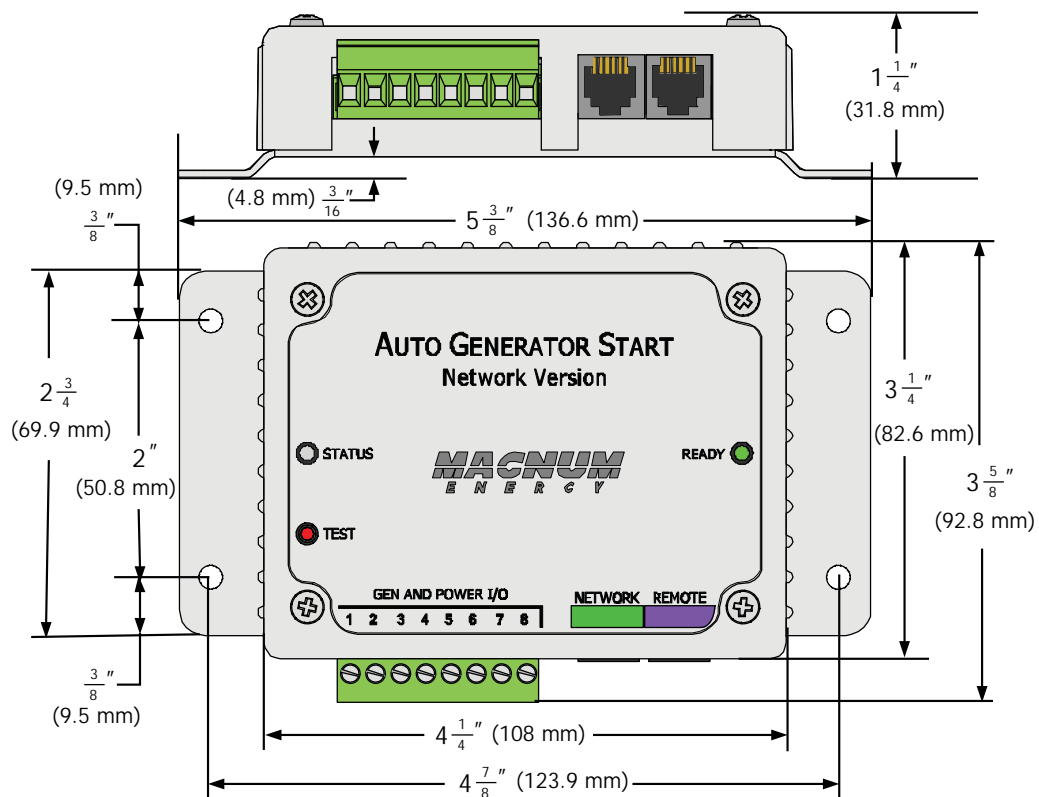 1 1/4"
(31.8 mm)
(9.5 mm)
3/8"
(4.8 mm) 3/16"
5 3/8" (136.6 mm)
AUTO GENERATOR START
Network Version
2 3/4"
(69.9 mm)
2"
(50.8 mm)
3 1/4"
(82.6 mm)
3 5/8"
(92.8 mm)
STATUS
MAGNUM
ENERGY
READY
TEST
GEN AND POWER I/O
1 2 3 4 5 6 7 8
NETWORK REMOTE
3/8"
(9.5 mm)
4 1/4" (108 mm)
4 7/8" (123.9 mm)